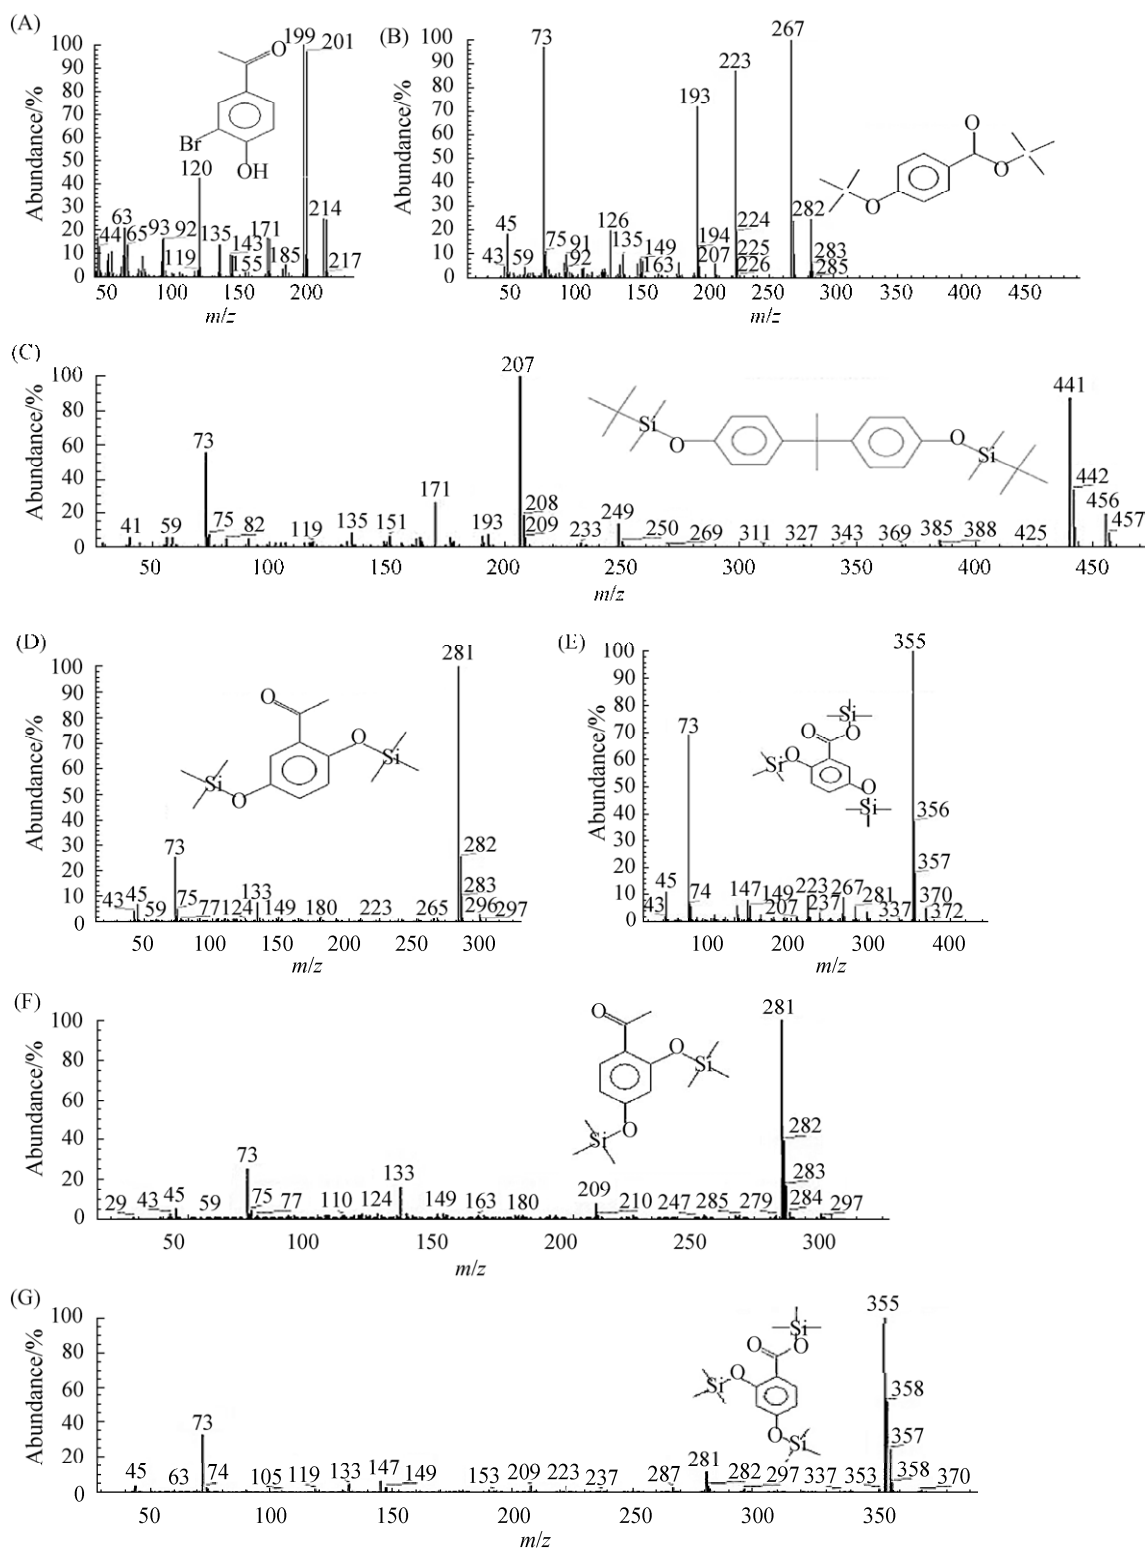 (A)
Abundance/%
100
90
80
70
60
50
40
30
20
10
0
199
201
120
63
44
65
93 92
119
135
143
155
171
185
214
217
O
Br
OH
50 100 150 200
m/z
(B)
Abundance/%
100
90
80
70
60
50
40
30
20
10
0
267
73
223
193
45
43
59
75
91
92
126
135
149
163
194
207
224
225
226
282
283
285
O
O
O
50 100 150 200 250 300 350 400 450
m/z
(C)
Abundance/%
100
80
60
40
20
0
207
441
73
171
41 59 75 82 119 135 151 193
208
209
233 249 250 269 311 327 343 369 385 388 425
442
456
457
Si
O
O
Si
50 100 150 200 250 300 350 400 450
m/z
(D)
Abundance/%
100
90
80
70
60
50
40
30
20
10
0
281
73
43 45
59
75
77 124 133 149 180 223 265
282
283
296 297
O
O
Si
Si
O
50 100 150 200 250 300
m/z
(E)
Abundance/%
100
90
80
70
60
50
40
30
20
10
0
355
73
45
43
74
147 149 207 223 237 267 281 337
356
357
370
372
Si
O
O
O
Si
O
Si
100 200 300 400
m/z
(F)
Abundance/%
100
80
60
40
20
0
281
73
29 43 45 59 75 77 110 124 133 149 163 180 209 210 247 285 279
282
283
284 297
O
O
Si
Si
O
50 100 150 200 250 300
m/z
(G)
Abundance/%
100
80
60
40
20
0
355
73
45 63 74 105 119 133 147 149 153 209 223 237 287 281 282 297 337 353
358
357
358 370
Si
O
O
O
Si
O
Si
50 100 150 200 250 300 350
m/z